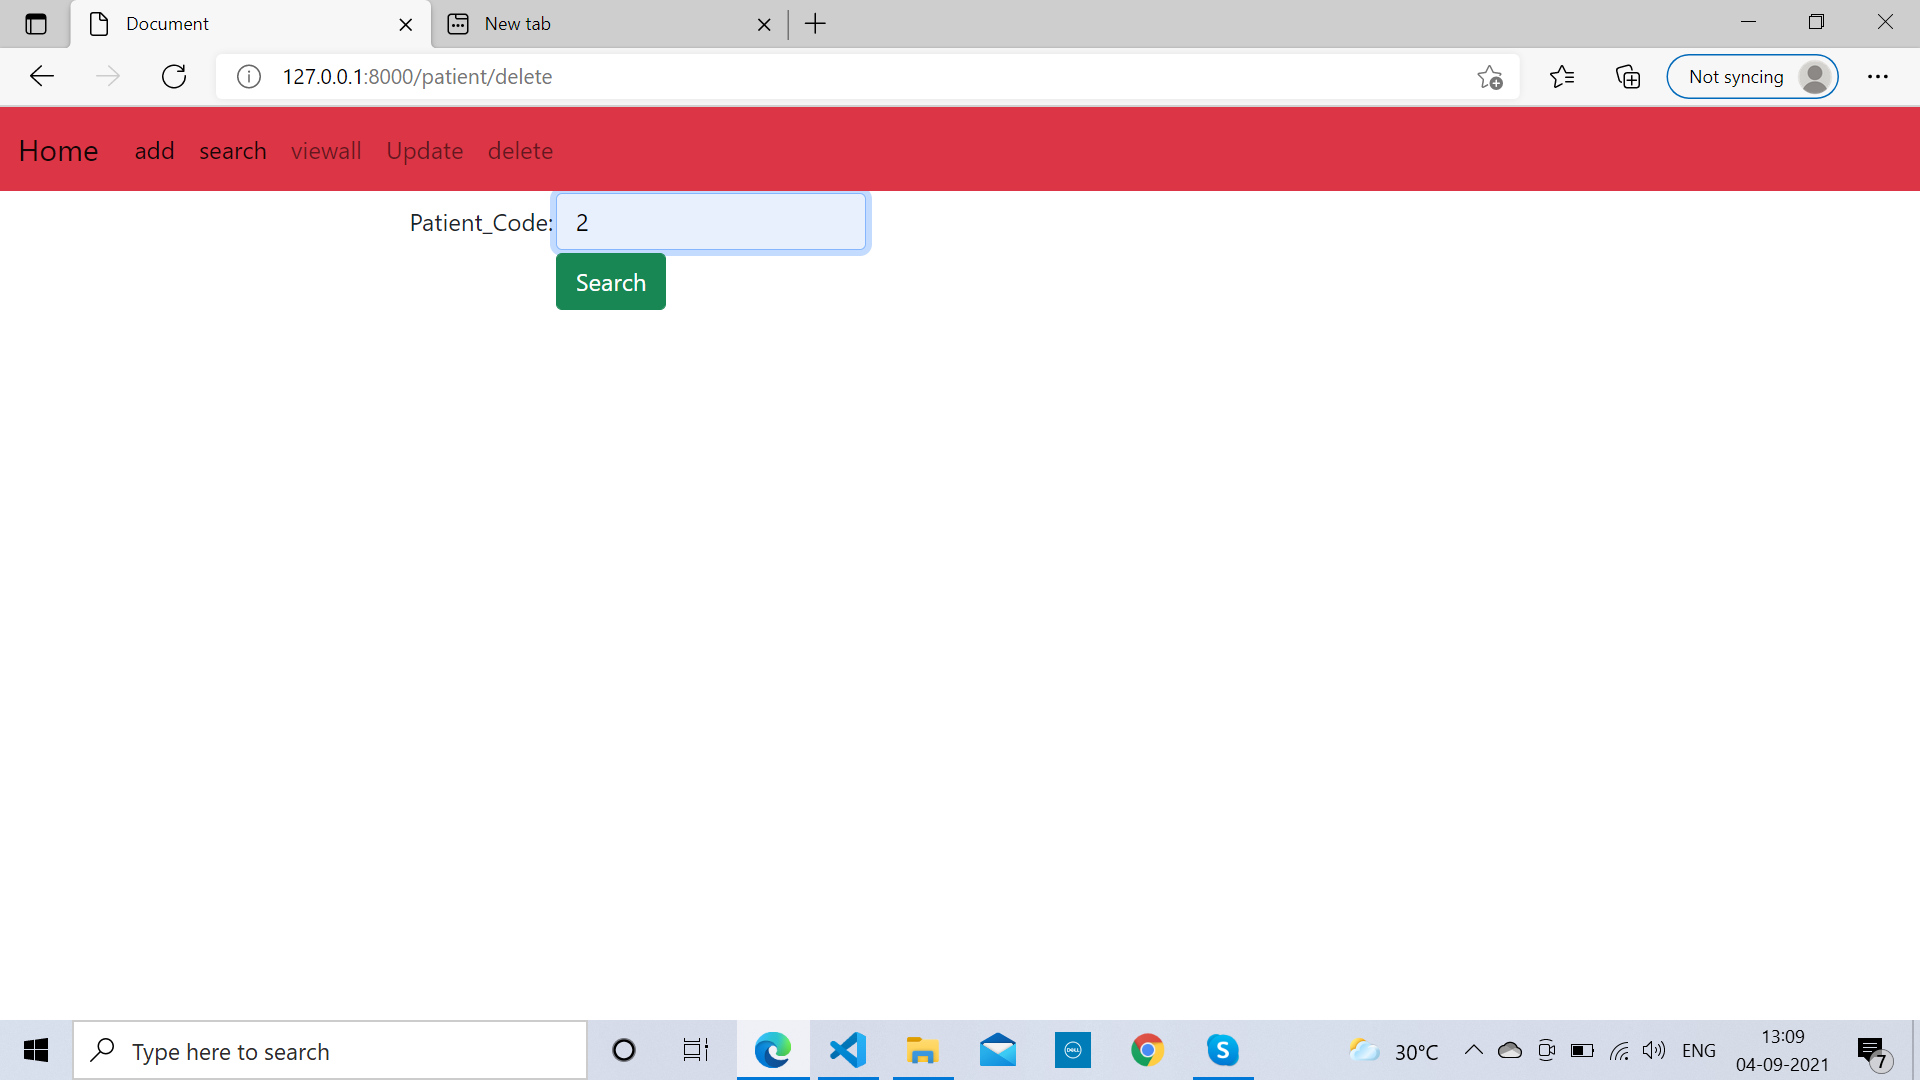 Document
New tab
127.0.0.1:8000/patient/delete
Not syncing
Home add search viewall Update delete
Patient_Code: 2
Search
Type here to search
DELL
S
30°C
ENG
13:09
04-09-2021
7